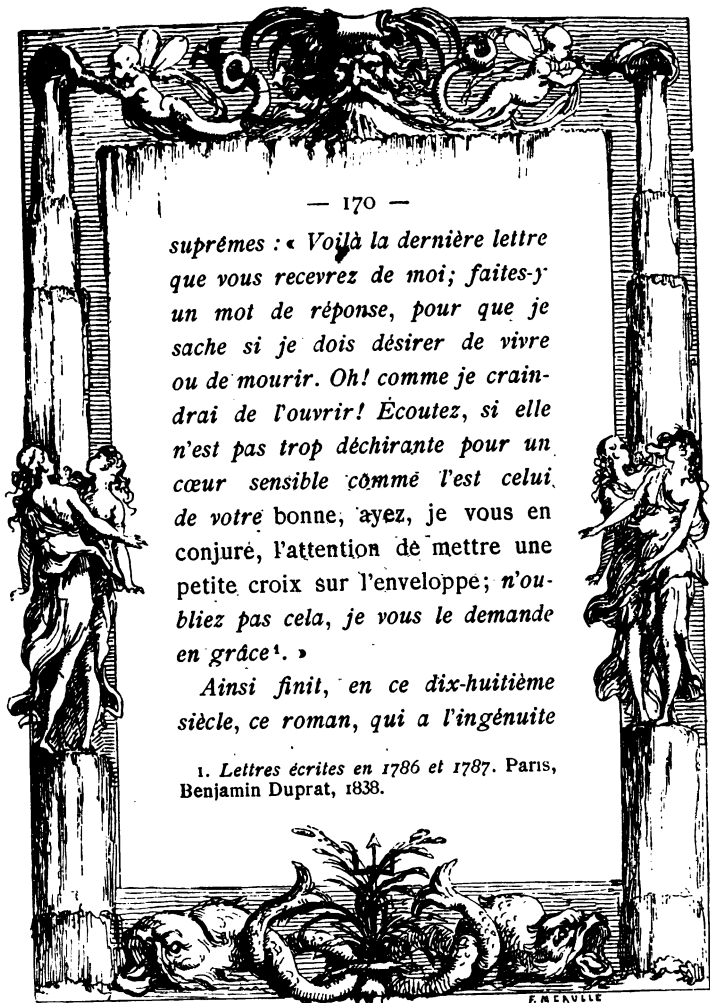 — 170 —
suprêmes : « Voilà la dernière lettre
que vous recevrez de moi; faites-y
un mot de réponse, pour que je
sache si je dois désirer de vivre
ou de mourir. Oh! comme je crain-
drai de l'ouvrir! Écoutez, si elle
n'est pas trop déchirante pour un
cœur sensible comme l'est celui
de votre bonne, ayez, je vous en
conjure, l'attention de mettre une
petite croix sur l'enveloppe; n'ou-
bliez pas cela, je vous le demande
en grâce¹. »
Ainsi finit, en ce dix-huitième
siècle, ce roman, qui a l'ingénuite
1. Lettres écrites en 1786 et 1787. Paris,
Benjamin Duprat, 1838.
F. MEAULLE